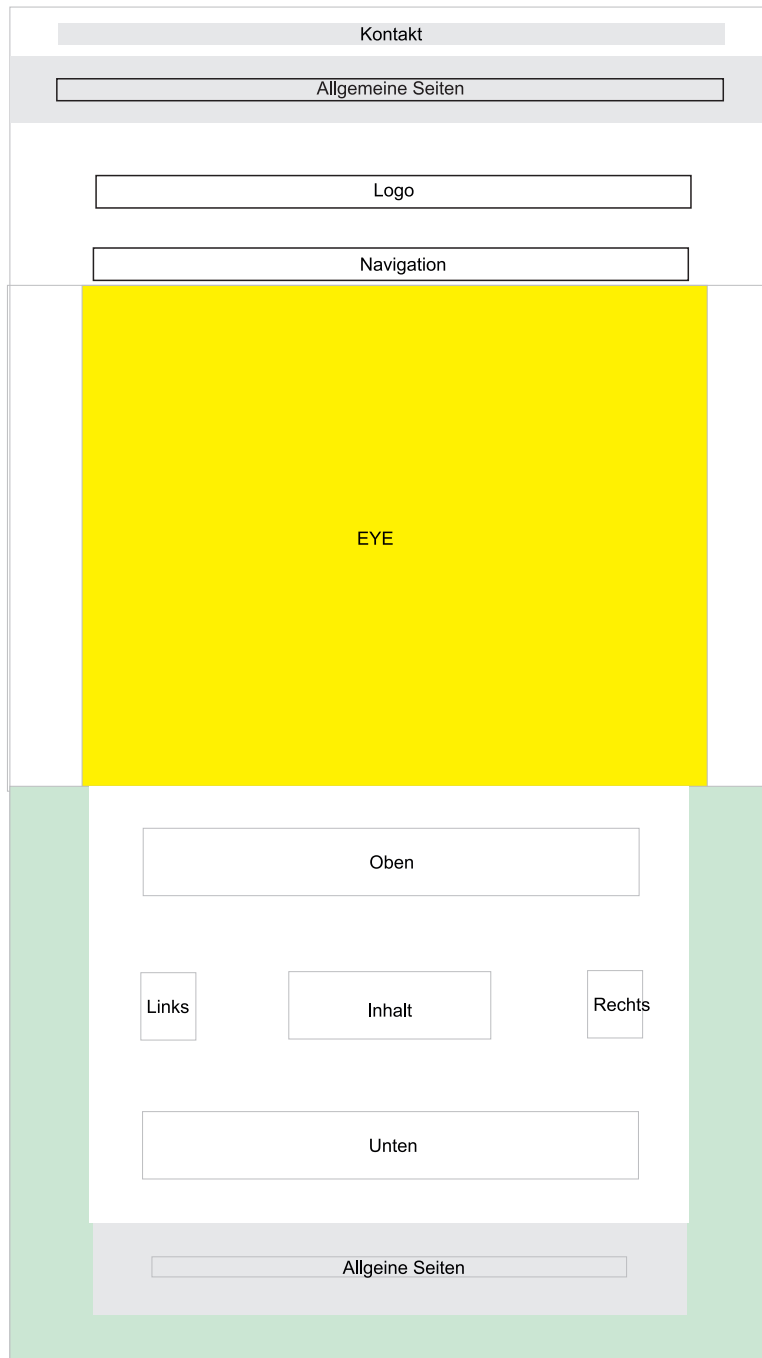 Kontakt
Allgemeine Seiten
Logo
Navigation
EYE
Oben
Links
Inhalt
Rechts
Unten
Allgeine Seiten